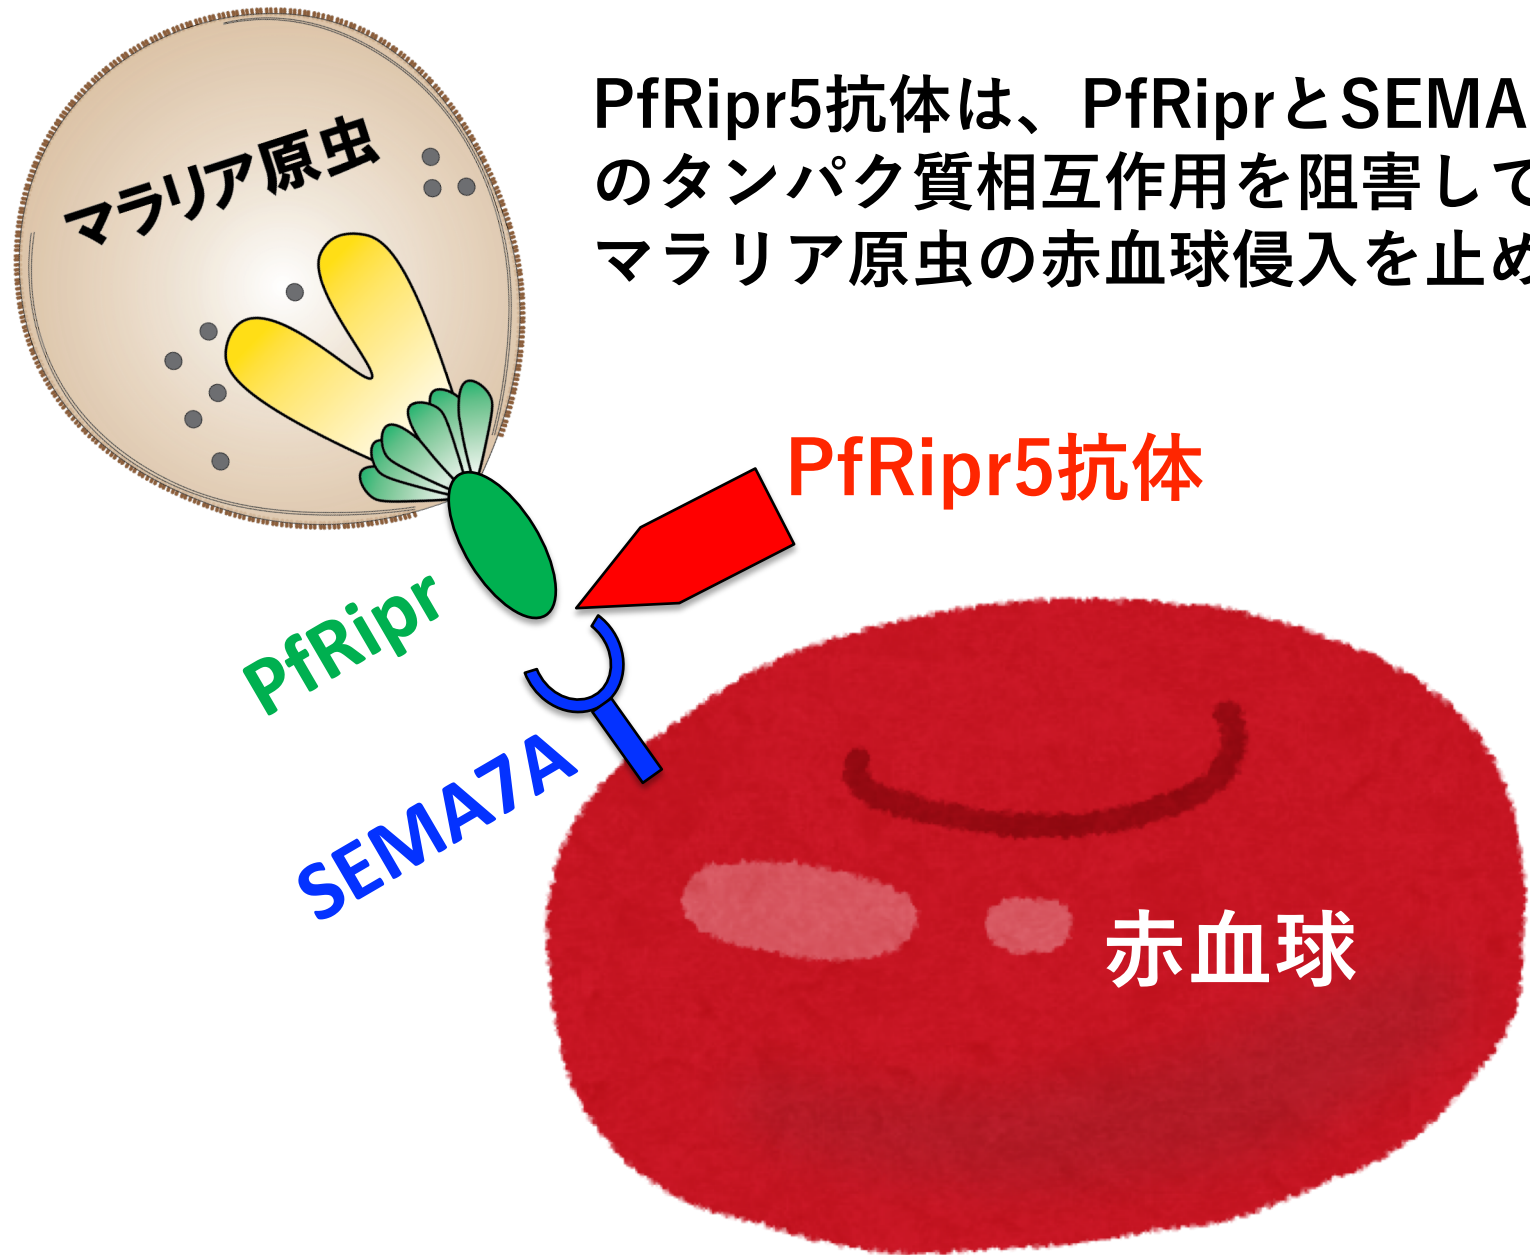 PfRipr5抗体は、PfRiprとSEMA
のタンパク質相互作用を阻害して
マラリア原虫の赤血球侵入を止め
マラリア原虫
PfRipr5抗体
PfRipr
SEMA7A
赤血球